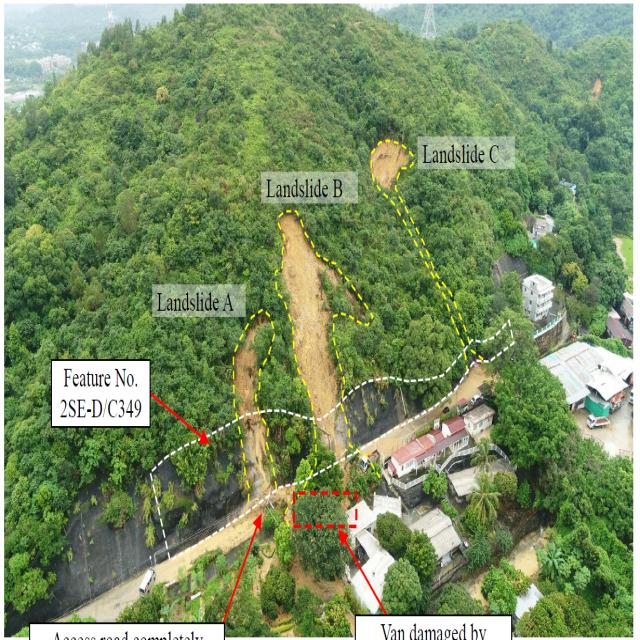 Landslide C
Landslide B
Landslide A
Feature No.
2SE-D/C349
Access road completely
Van damaged by